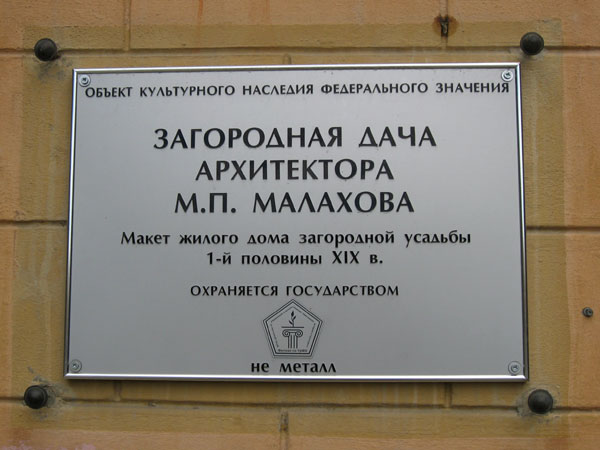 ОБЪЕКТ КУЛЬТУРНОГО НАСЛЕДИЯ ФЕДЕРАЛЬНОГО ЗНАЧЕНИЯ
ЗАГОРОДНАЯ ДАЧА
АРХИТЕКТОРА
М.П. МАЛАХОВА
Макет жилого дома загородной усадьбы
1-й половины XIX в.
ОХРАНЯЕТСЯ ГОСУДАРСТВОМ
не металл